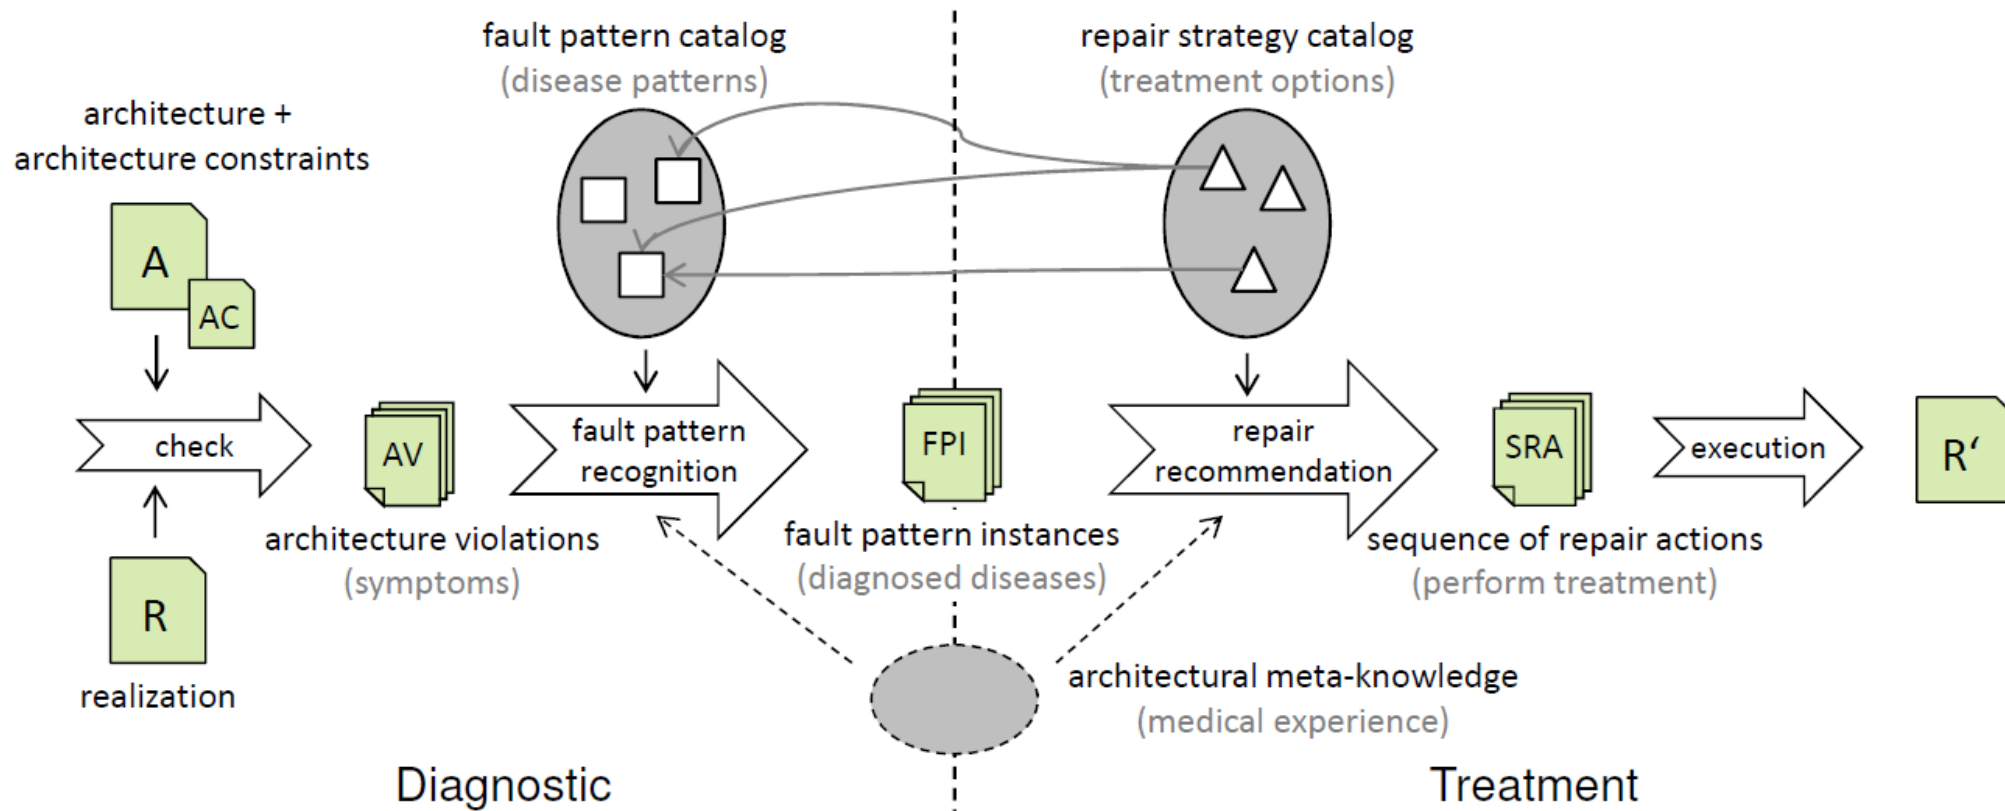 fault pattern catalog
(disease patterns)
repair strategy catalog
(treatment options)
architecture +
architecture constraints
A
AC
check
AV
architecture violations
(symptoms)
R
realization
fault pattern
recognition
FPI
fault pattern instances
(diagnosed diseases)
repair
recommendation
SRA
sequence of repair actions
(perform treatment)
execution
R‘
architectural meta-knowledge
(medical experience)
Diagnostic
Treatment